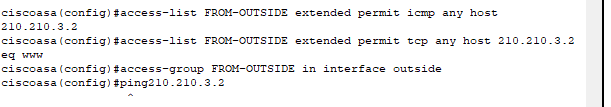 ciscoasa(config)#access-list FROM-OUTSIDE extended permit icmp any host
210.210.3.2
ciscoasa(config)#access-list FROM-OUTSIDE extended permit tcp any host 210.210.3.2
eq www
ciscoasa(config)#access-group FROM-OUTSIDE in interface outside
ciscoasa(config)#ping210.210.3.2
^